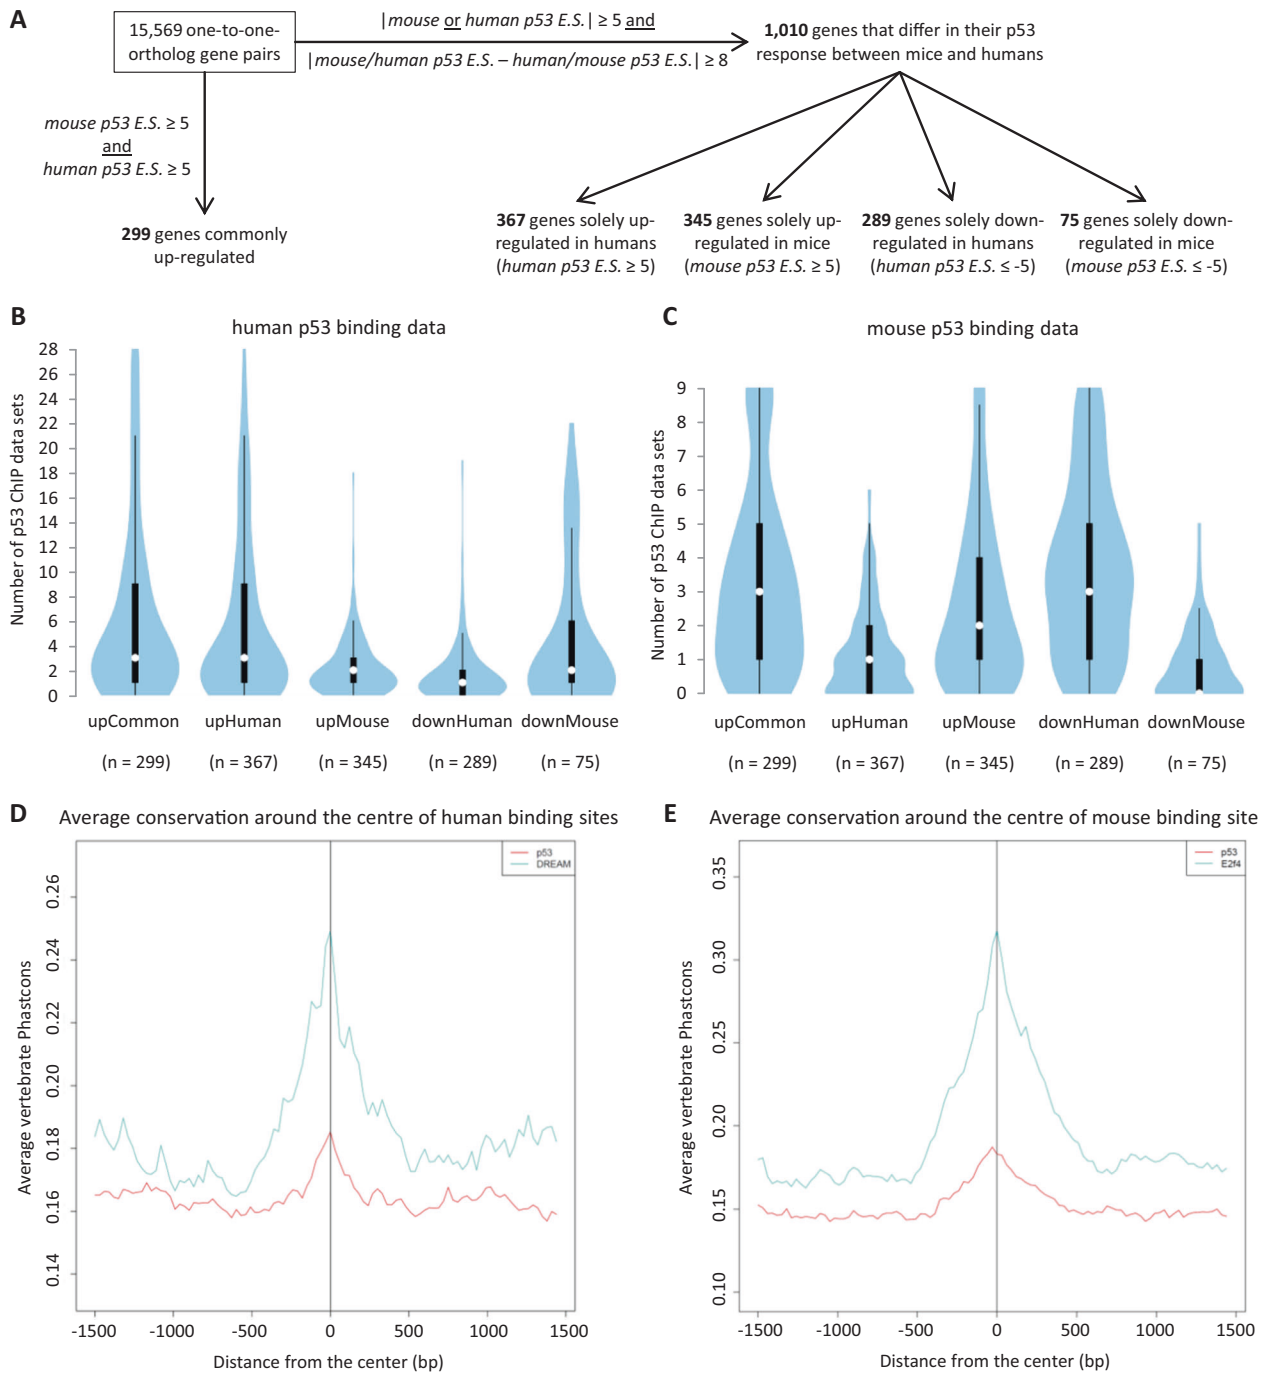 A
15,569 one-to-one-
ortholog gene pairs
|mouse or human p53 E.S.| ≥ 5 and
|mouse/human p53 E.S. – human/mouse p53 E.S.| ≥ 8
1,010 genes that differ in their p53
response between mice and humans
mouse p53 E.S. ≥ 5
and
human p53 E.S. ≥ 5
299 genes commonly
up-regulated
367 genes solely up-
regulated in humans
(human p53 E.S. ≥ 5)
345 genes solely up-
regulated in mice
(mouse p53 E.S. ≥ 5)
289 genes solely down-
regulated in humans
(human p53 E.S. ≤ -5)
75 genes solely down-
regulated in mice
(mouse p53 E.S. ≤ -5)
B
human p53 binding data
Number of p53 ChIP data sets
28
26
24
22
20
18
16
14
12
10
8
6
4
2
0
upCommon upHuman upMouse downHuman downMouse
(n = 299) (n = 367) (n = 345) (n = 289) (n = 75)
C
mouse p53 binding data
Number of p53 ChIP data sets
9
8
7
6
5
4
3
2
1
0
upCommon upHuman upMouse downHuman downMouse
(n = 299) (n = 367) (n = 345) (n = 289) (n = 75)
D
Average conservation around the centre of human binding sites
p53
DREAM
Average vertebrate Phastcons
0.26
0.24
0.22
0.20
0.18
0.16
0.14
-1500 -1000 -500 0 500 1000 1500
Distance from the center (bp)
E
Average conservation around the centre of mouse binding site
p53
E2f4
Average vertebrate Phastcons
0.35
0.30
0.25
0.20
0.15
0.10
-1500 -1000 -500 0 500 1000 1500
Distance from the center (bp)